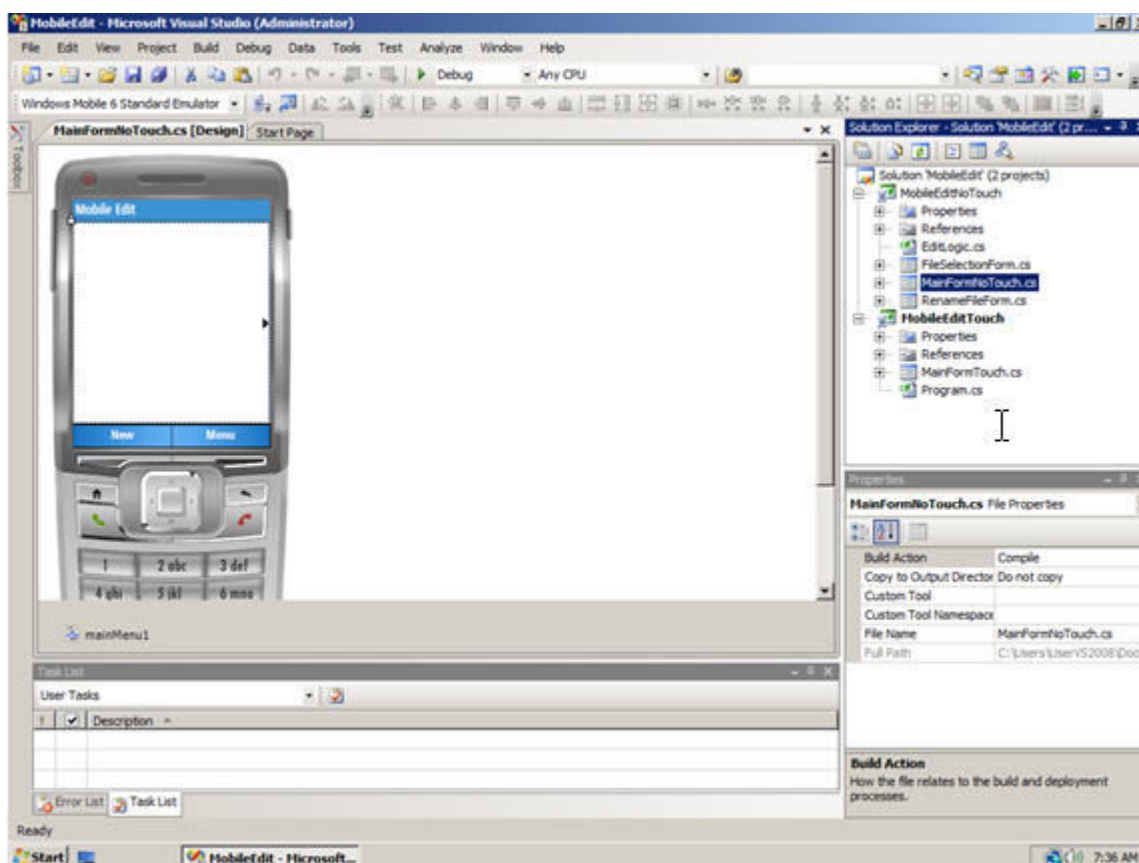 MobileEdit - Microsoft Visual Studio (Administrator)
File Edit View Project Build Debug Data Tools Test Analyze Window Help
Debug Any CPU
Windows Mobile 6 Standard Emulator
Toolbox
MainFormNoTouch.cs [Design] Start Page
Mobile Edit
New Menu
1 2 abc 3 def
4 ghi 5 jkl 6 mno
mainMenu1
Task List
User Tasks
! Description
Error List Task List
Ready
Solution Explorer - Solution 'MobileEdit' (2 pr...
Solution 'MobileEdit' (2 projects)
MobileEditNoTouch
Properties
References
EditLogic.cs
FileSelectionForm.cs
MainFormNoTouch.cs
RenameFileForm.cs
MobileEditTouch
Properties
References
MainFormTouch.cs
Program.cs
Properties
MainFormNoTouch.cs File Properties
Build Action Compile
Copy to Output Director Do not copy
Custom Tool
Custom Tool Namespace
File Name MainFormNoTouch.cs
Full Path C:\Users\UserVS2008\Doc
Build Action
How the file relates to the build and deployment
processes.
Start MobileEdit - Microsoft... 7:36 AM